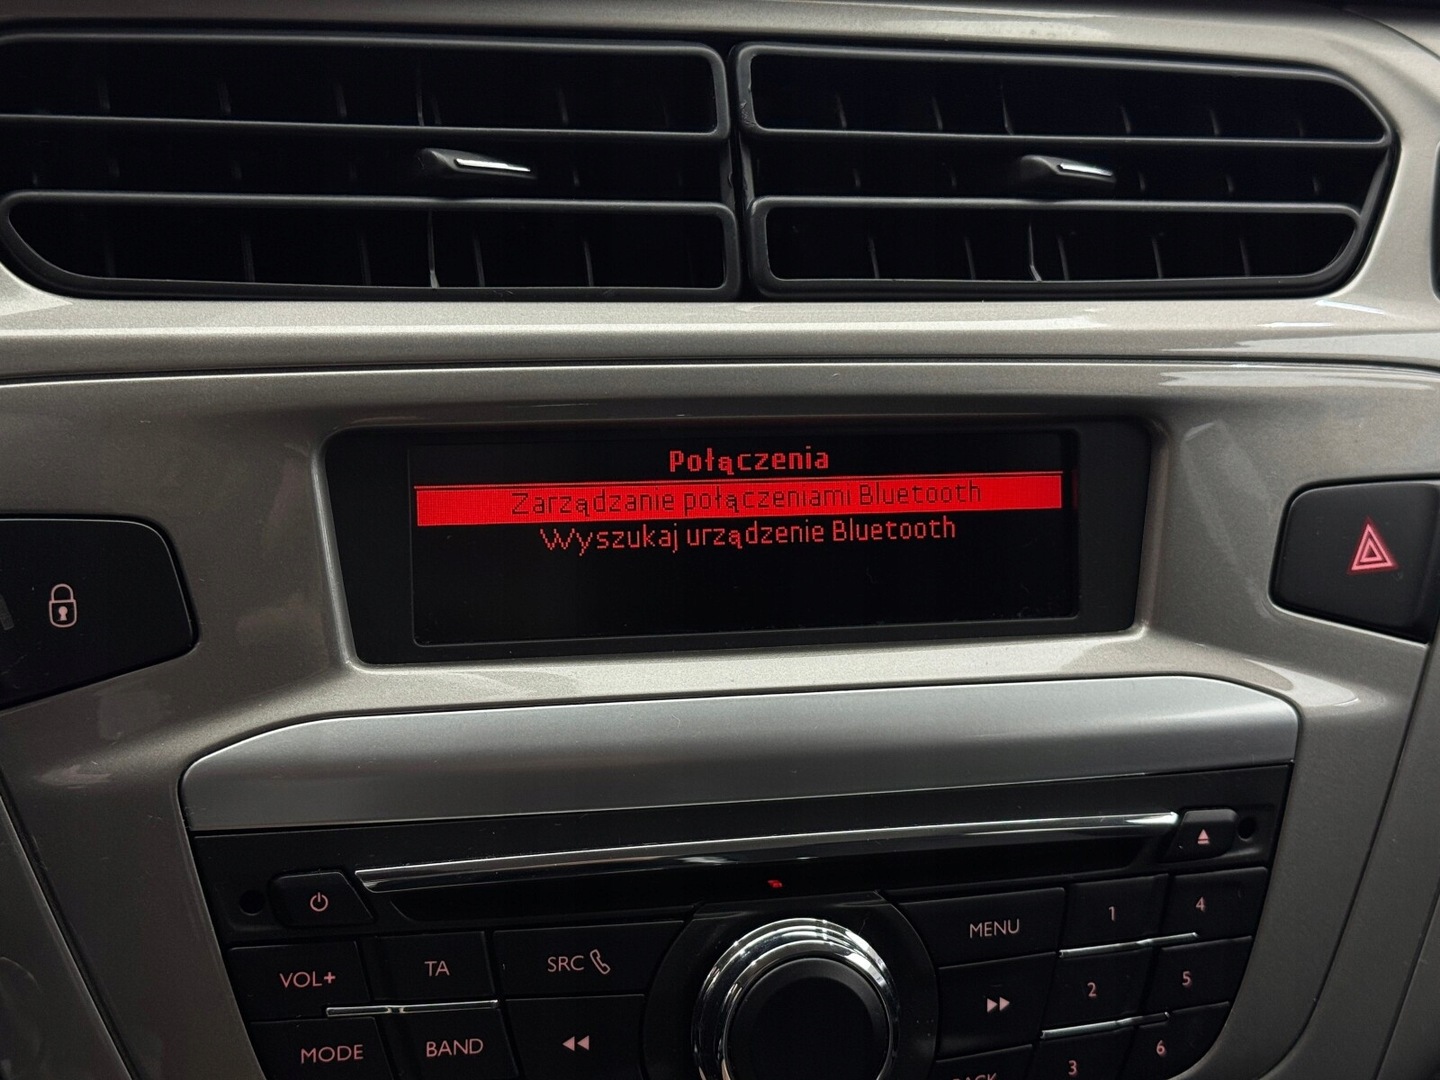 Połączenia
Zarządzanie połączeniami Bluetooth
Wyszukaj urządzenie Bluetooth
MENU
1
4
VOL+
TA
SRC
2
5
MODE
BAND
3
6